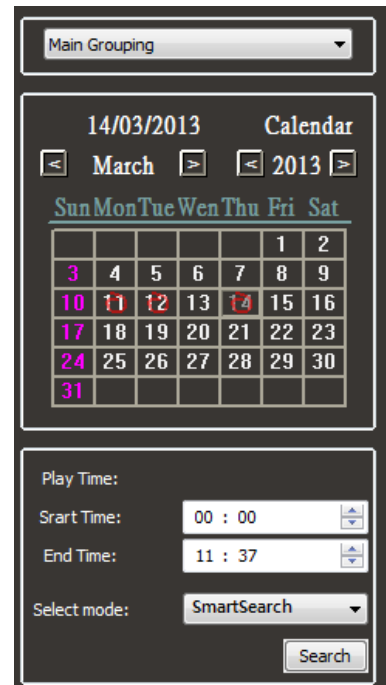 Main Grouping
14/03/2013 Calendar
< March > < 2013 >
Sun Mon Tue Wen Thu Fri Sat
1 2
3 4 5 6 7 8 9
10 11 12 13 14 15 16
17 18 19 20 21 22 23
24 25 26 27 28 29 30
31
Play Time:
Srart Time: 00 : 00
End Time: 11 : 37
Select mode: SmartSearch
Search